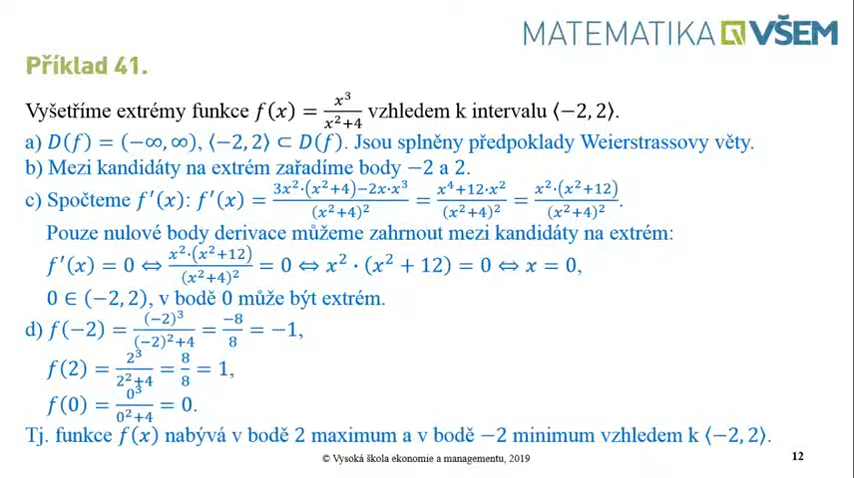 MATEMATIKA VŠEM
Příklad 41.
Vyšetříme extrémy funkce f(x) = x³/(x²+4) vzhledem k intervalu ⟨−2, 2⟩.
a) D(f) = (−∞, ∞), ⟨−2, 2⟩ ⊂ D(f). Jsou splněny předpoklady Weierstrassovy věty.
b) Mezi kandidáty na extrém zařadíme body −2 a 2.
c) Spočteme f′(x): f′(x) = (3x²·(x²+4)−2x·x³)/(x²+4)² = (x⁴+12·x²)/(x²+4)² = (x²·(x²+12))/(x²+4)².
Pouze nulové body derivace můžeme zahrnout mezi kandidáty na extrém:
f′(x) = 0 ⇔ (x²·(x²+12))/(x²+4)² = 0 ⇔ x² · (x² + 12) = 0 ⇔ x = 0,
0 ∈ (−2, 2), v bodě 0 může být extrém.
d) f(−2) = (−2)³/((−2)²+4) = −8/8 = −1,
f(2) = 2³/(2²+4) = 8/8 = 1,
f(0) = 0³/(0²+4) = 0.
Tj. funkce f(x) nabývá v bodě 2 maximum a v bodě −2 minimum vzhledem k ⟨−2, 2⟩.
© Vysoká škola ekonomie a managementu, 2019
12